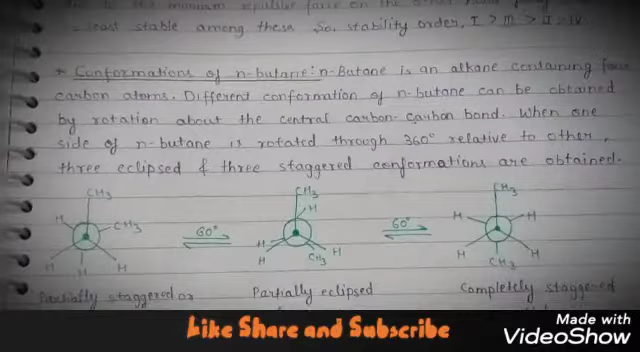 least stable among these. So, stability order, I > III > II = IV
* Conformations of n-butane: n-Butane is an alkane containing four
carbon atoms. Different conformation of n-butane can be obtained
by rotation about the central carbon-carbon bond. When one
side of n-butane is rotated through 360° relative to other,
three eclipsed & three staggered conformations are obtained.
CH3 CH3 CH3
H CH3 60° H 60° H H
H H H H H CH3 H H CH3 H
Partially staggered or Partially eclipsed Completely staggered
Like Share and Subscribe
Made with
VideoShow